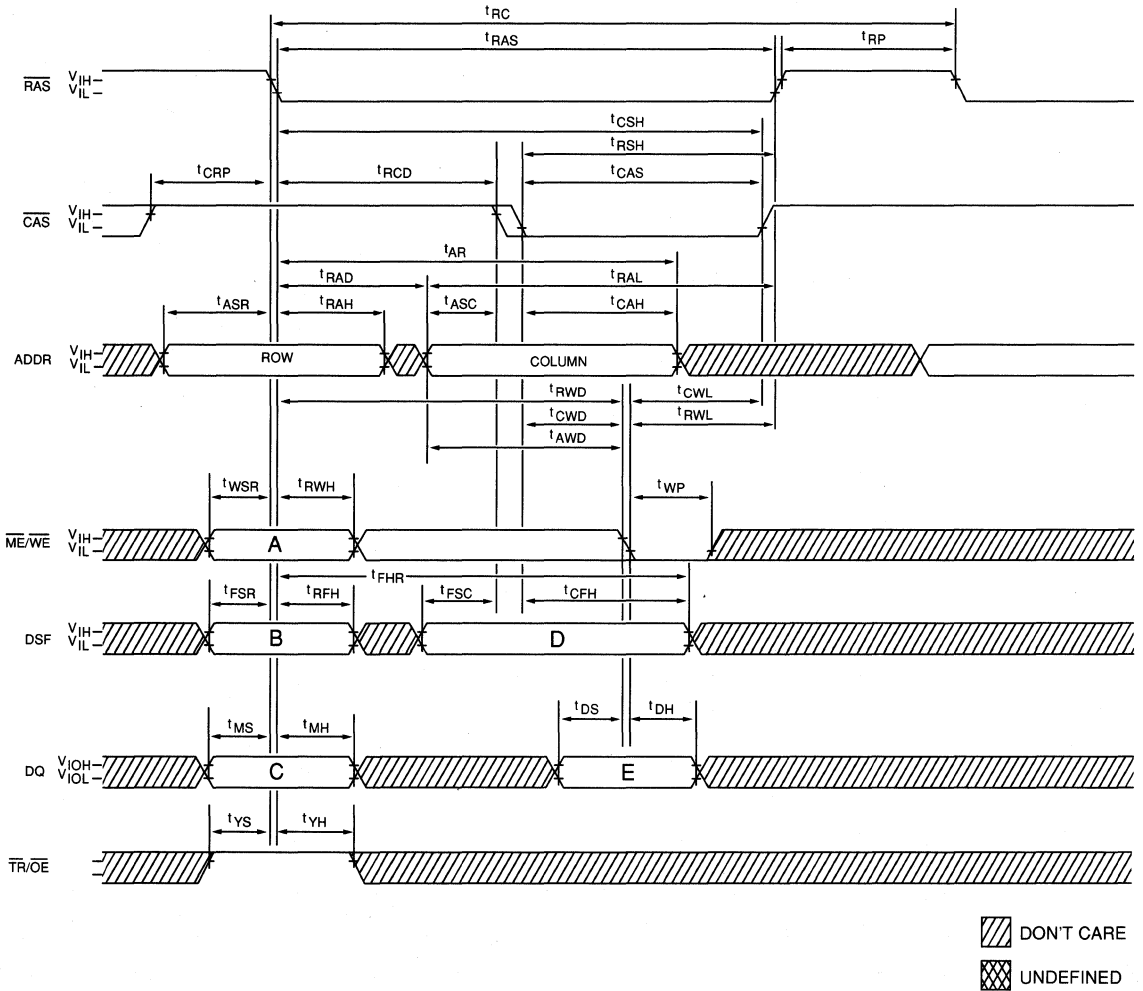 tRC
tRAS
tRP
RAS VIH VIL
tCSH
tRSH
tCRP tRCD tCAS
CAS VIH VIL
tAR
tRAD tRAL
tASR tRAH tASC tCAH
ADDR VIH VIL ROW COLUMN
tRWD tCWL
tCWD tRWL
tAWD
tWSR tRWH tWP
ME/WE VIH VIL A
tFHR
tFSR tRFH tFSC tCFH
DSF VIH VIL B D
tDS tDH
tMS tMH
DQ VIOH VIOL C E
tYS tYH
TR/OE
DON'T CARE
UNDEFINED